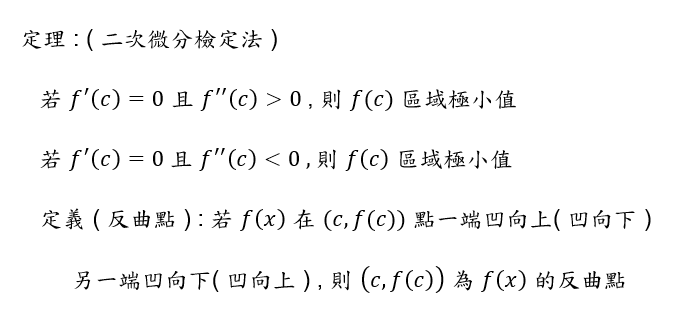 定理 : ( 二次微分檢定法 )
若 f′(c) = 0 且 f′′(c) > 0 , 則 f(c) 區域極小值
若 f′(c) = 0 且 f′′(c) < 0 , 則 f(c) 區域極小值
定義 ( 反曲點 ) : 若 f(x) 在 (c, f(c)) 點一端凹向上( 凹向下 )
另一端凹向下( 凹向上 ) , 則 (c, f(c)) 為 f(x) 的反曲點